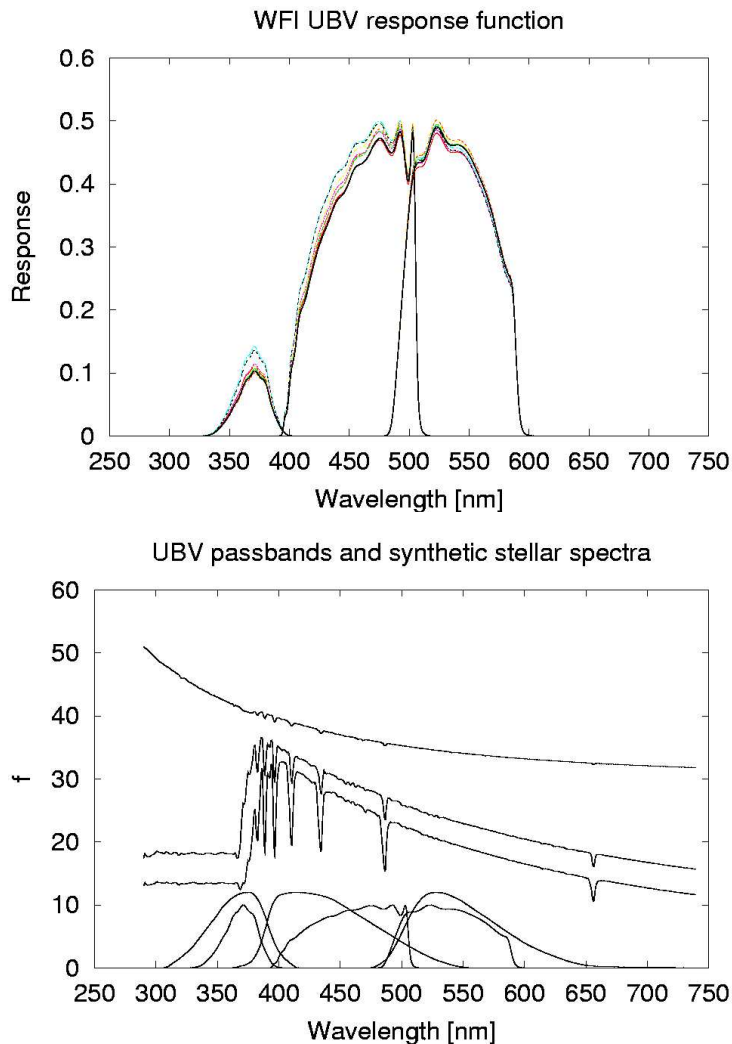 WFI UBV response function
0.6
0.5
0.4
0.3
0.2
0.1
0
Response
250 300 350 400 450 500 550 600 650 700 750
Wavelength [nm]
UBV passbands and synthetic stellar spectra
60
50
40
30
20
10
0
f
250 300 350 400 450 500 550 600 650 700 750
Wavelength [nm]